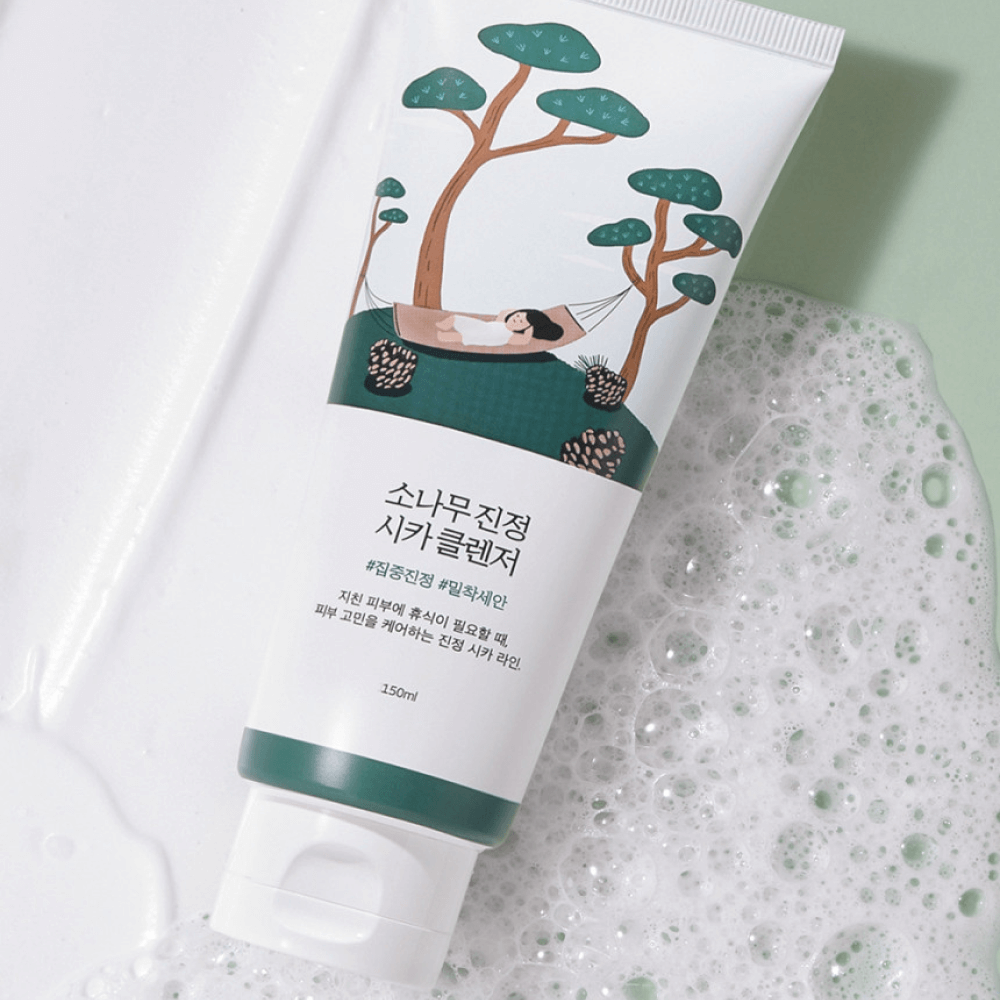 소나무 진정
시카 클렌저
#집중진정 #밀착세안
지친 피부에 휴식이 필요할 때,
피부 고민을 케어하는 진정 시카 라인.
150ml